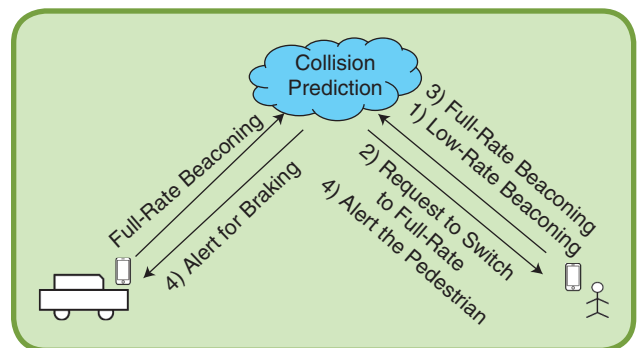 Collision
Prediction
Full-Rate Beaconing
4) Alert for Braking
3) Full-Rate Beaconing
1) Low-Rate Beaconing
2) Request to Switch
to Full-Rate
4) Alert the Pedestrian